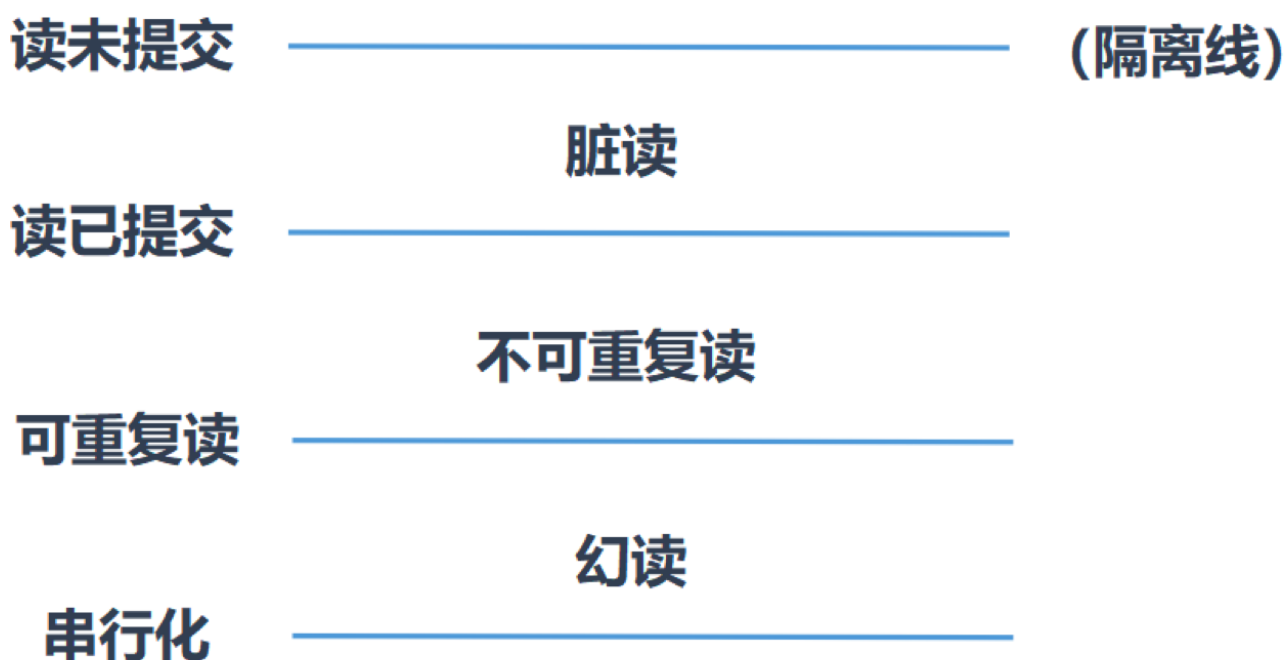 读未提交 (隔离线)
脏读
读已提交
不可重复读
可重复读
幻读
串行化